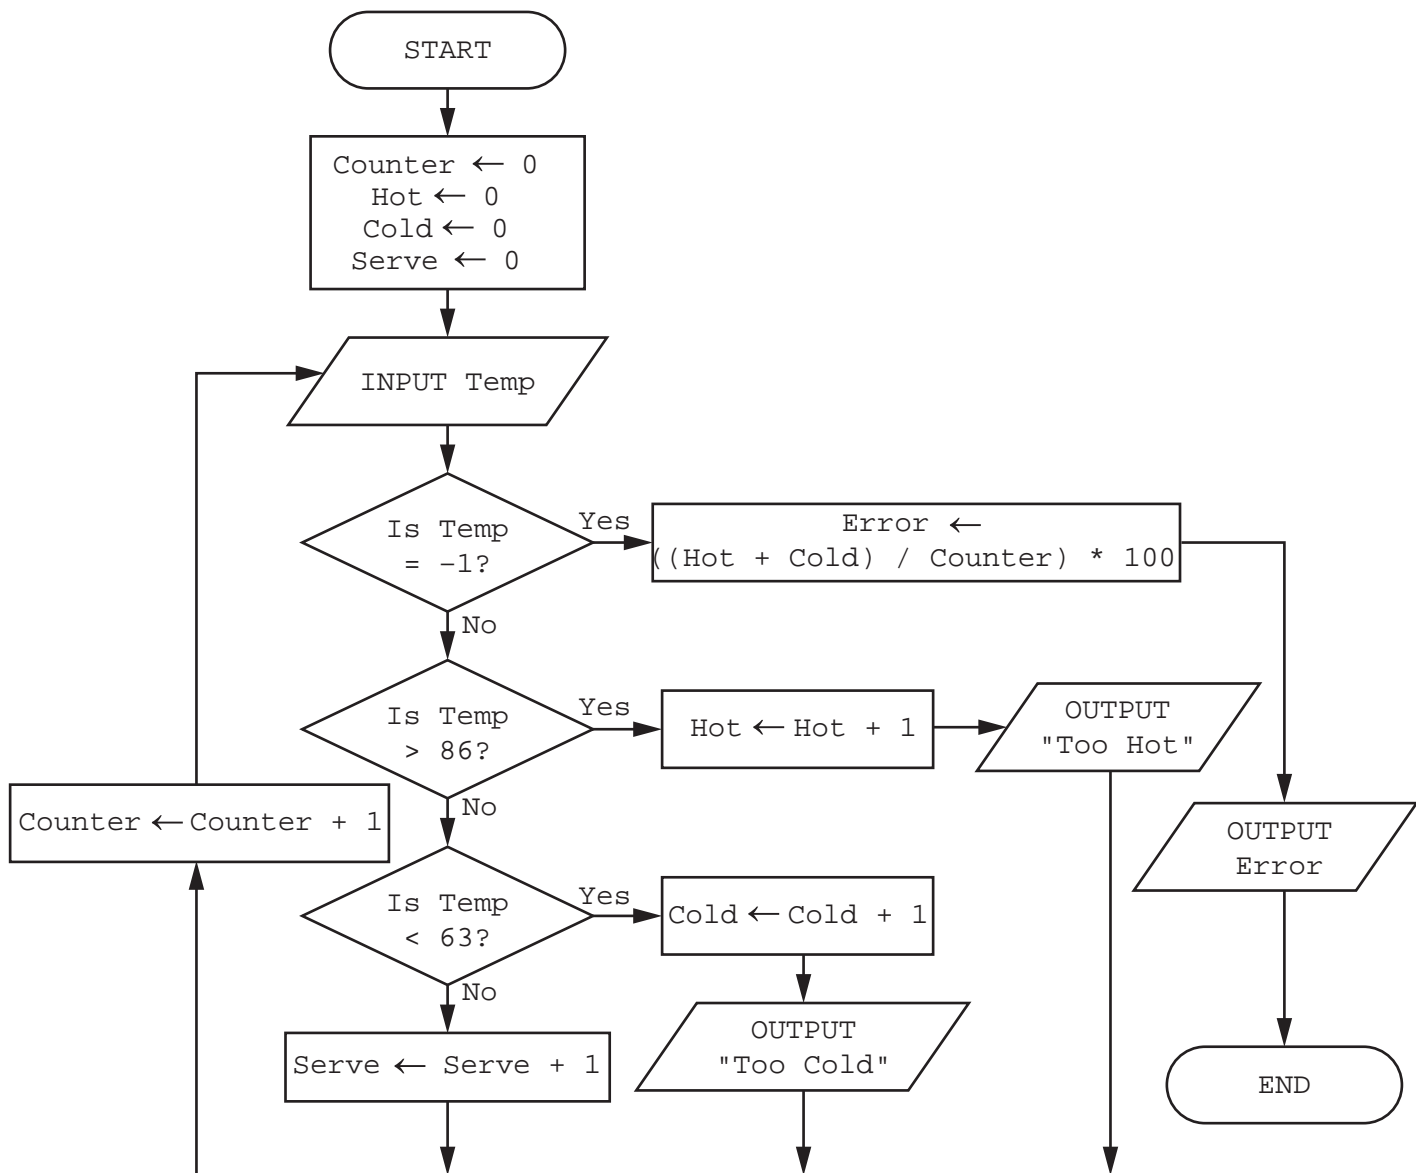 START
Counter ← 0
Hot ← 0
Cold ← 0
Serve ← 0
INPUT Temp
Is Temp
= –1?
Yes
Error ←
((Hot + Cold) / Counter) * 100
No
Is Temp
> 86?
Yes
Hot ← Hot + 1
OUTPUT
"Too Hot"
No
Counter ← Counter + 1
OUTPUT
Error
Is Temp
< 63?
Yes
Cold ← Cold + 1
No
Serve ← Serve + 1
OUTPUT
"Too Cold"
END